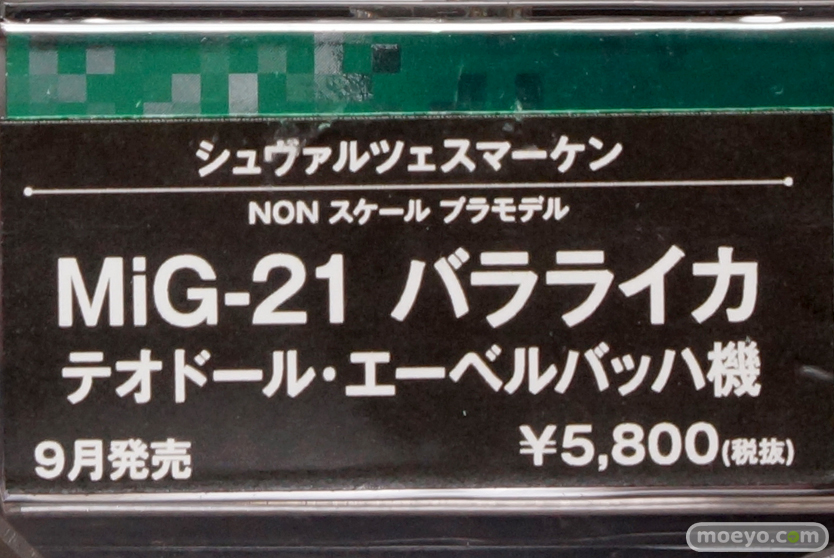 シュヴァルツェスマーケン
NON スケール プラモデル
MiG-21 バラライカ
テオドール・エーベルバッハ機
9月発売
¥5,800(税抜)
moeyo.com